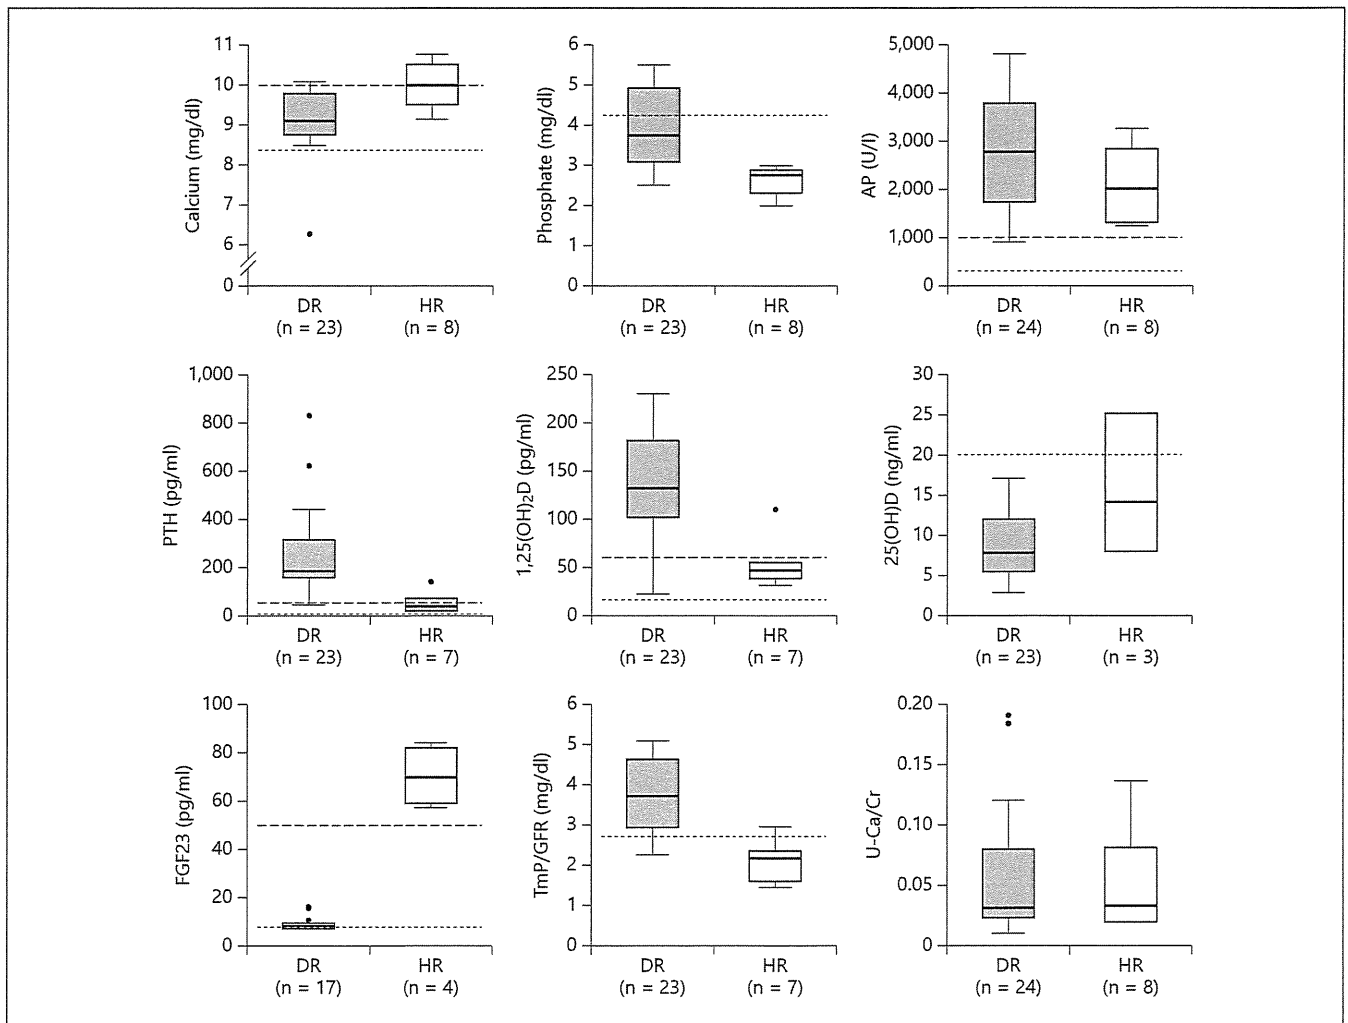 11
10
9
8
7
6
0
Calcium (mg/dl)
DR
(n = 23)
HR
(n = 8)
6
5
4
3
2
1
0
Phosphate (mg/dl)
DR
(n = 23)
HR
(n = 8)
5,000
4,000
3,000
2,000
1,000
0
AP (U/l)
DR
(n = 24)
HR
(n = 8)
1,000
800
600
400
200
0
PTH (pg/ml)
DR
(n = 23)
HR
(n = 7)
250
200
150
100
50
0
1,25(OH)₂D (pg/ml)
DR
(n = 23)
HR
(n = 7)
30
25
20
15
10
5
0
25(OH)D (ng/ml)
DR
(n = 23)
HR
(n = 3)
100
80
60
40
20
0
FGF23 (pg/ml)
DR
(n = 17)
HR
(n = 4)
6
5
4
3
2
1
0
TmP/GFR (mg/dl)
DR
(n = 23)
HR
(n = 7)
0.20
0.15
0.10
0.05
0
U-Ca/Cr
DR
(n = 24)
HR
(n = 8)